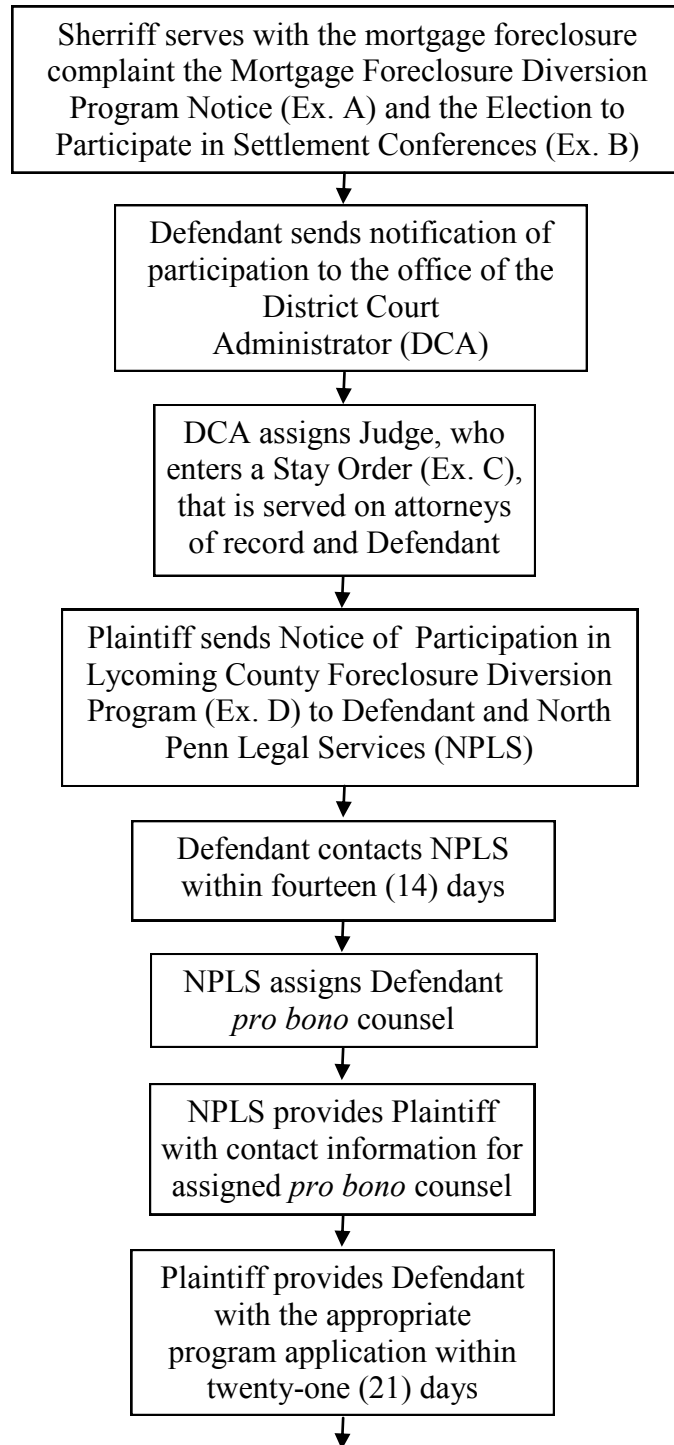 Sherriff serves with the mortgage foreclosure
complaint the Mortgage Foreclosure Diversion
Program Notice (Ex. A) and the Election to
Participate in Settlement Conferences (Ex. B)
Defendant sends notification of
participation to the office of the
District Court
Administrator (DCA)
DCA assigns Judge, who
enters a Stay Order (Ex. C),
that is served on attorneys
of record and Defendant
Plaintiff sends Notice of Participation in
Lycoming County Foreclosure Diversion
Program (Ex. D) to Defendant and North
Penn Legal Services (NPLS)
Defendant contacts NPLS
within fourteen (14) days
NPLS assigns Defendant
pro bono counsel
NPLS provides Plaintiff
with contact information for
assigned pro bono counsel
Plaintiff provides Defendant
with the appropriate
program application within
twenty-one (21) days